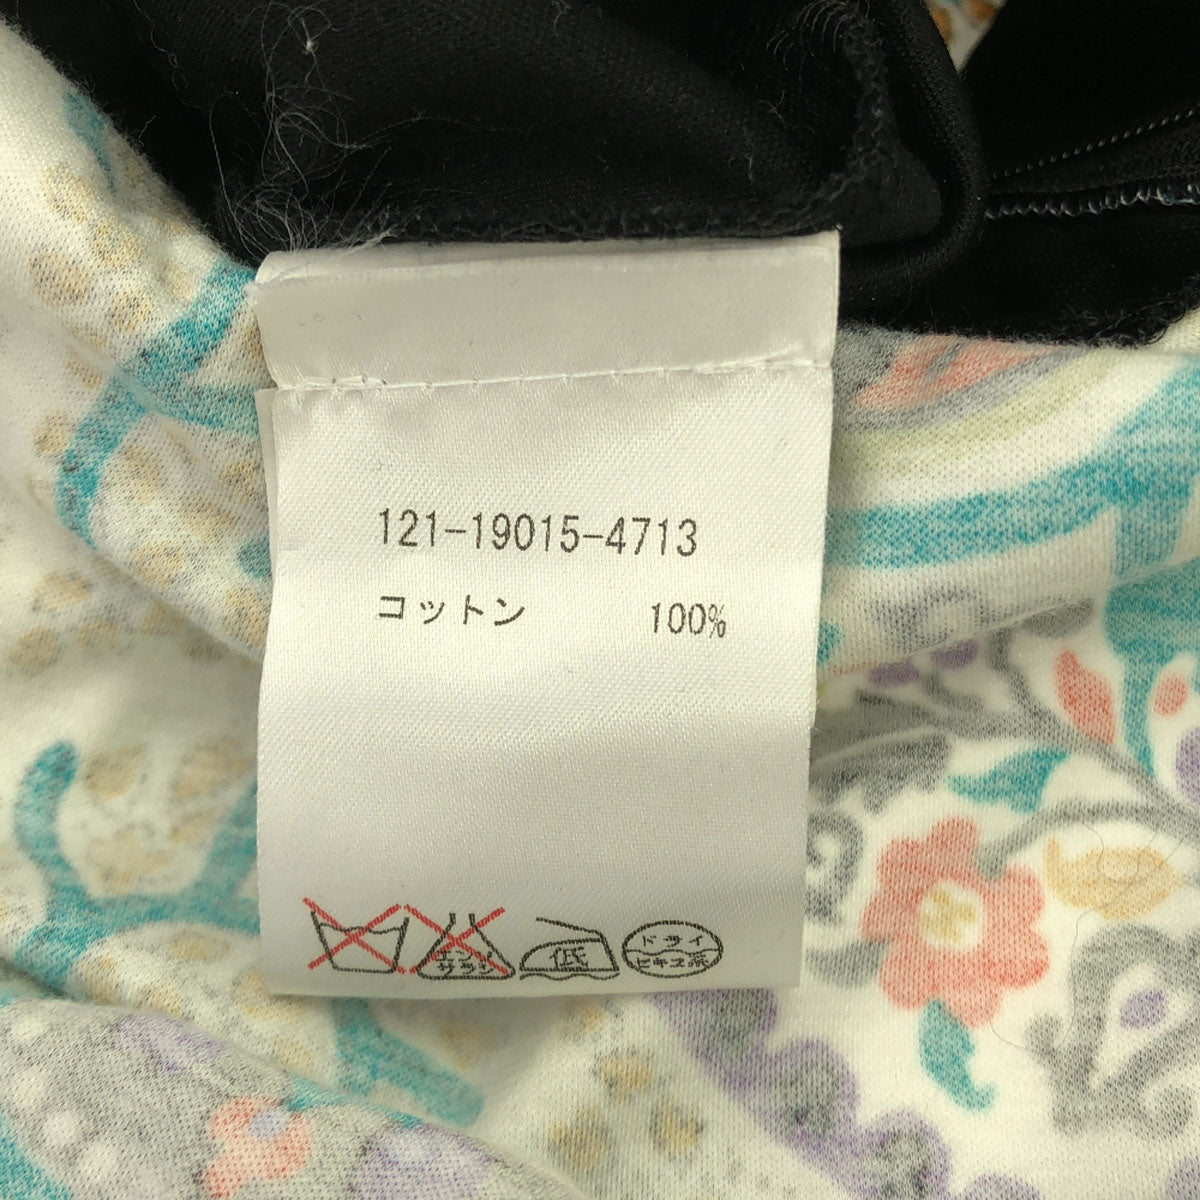 121-19015-4713
コットン 100%
エンソ
サラシ
低
ドライ
セキユ系